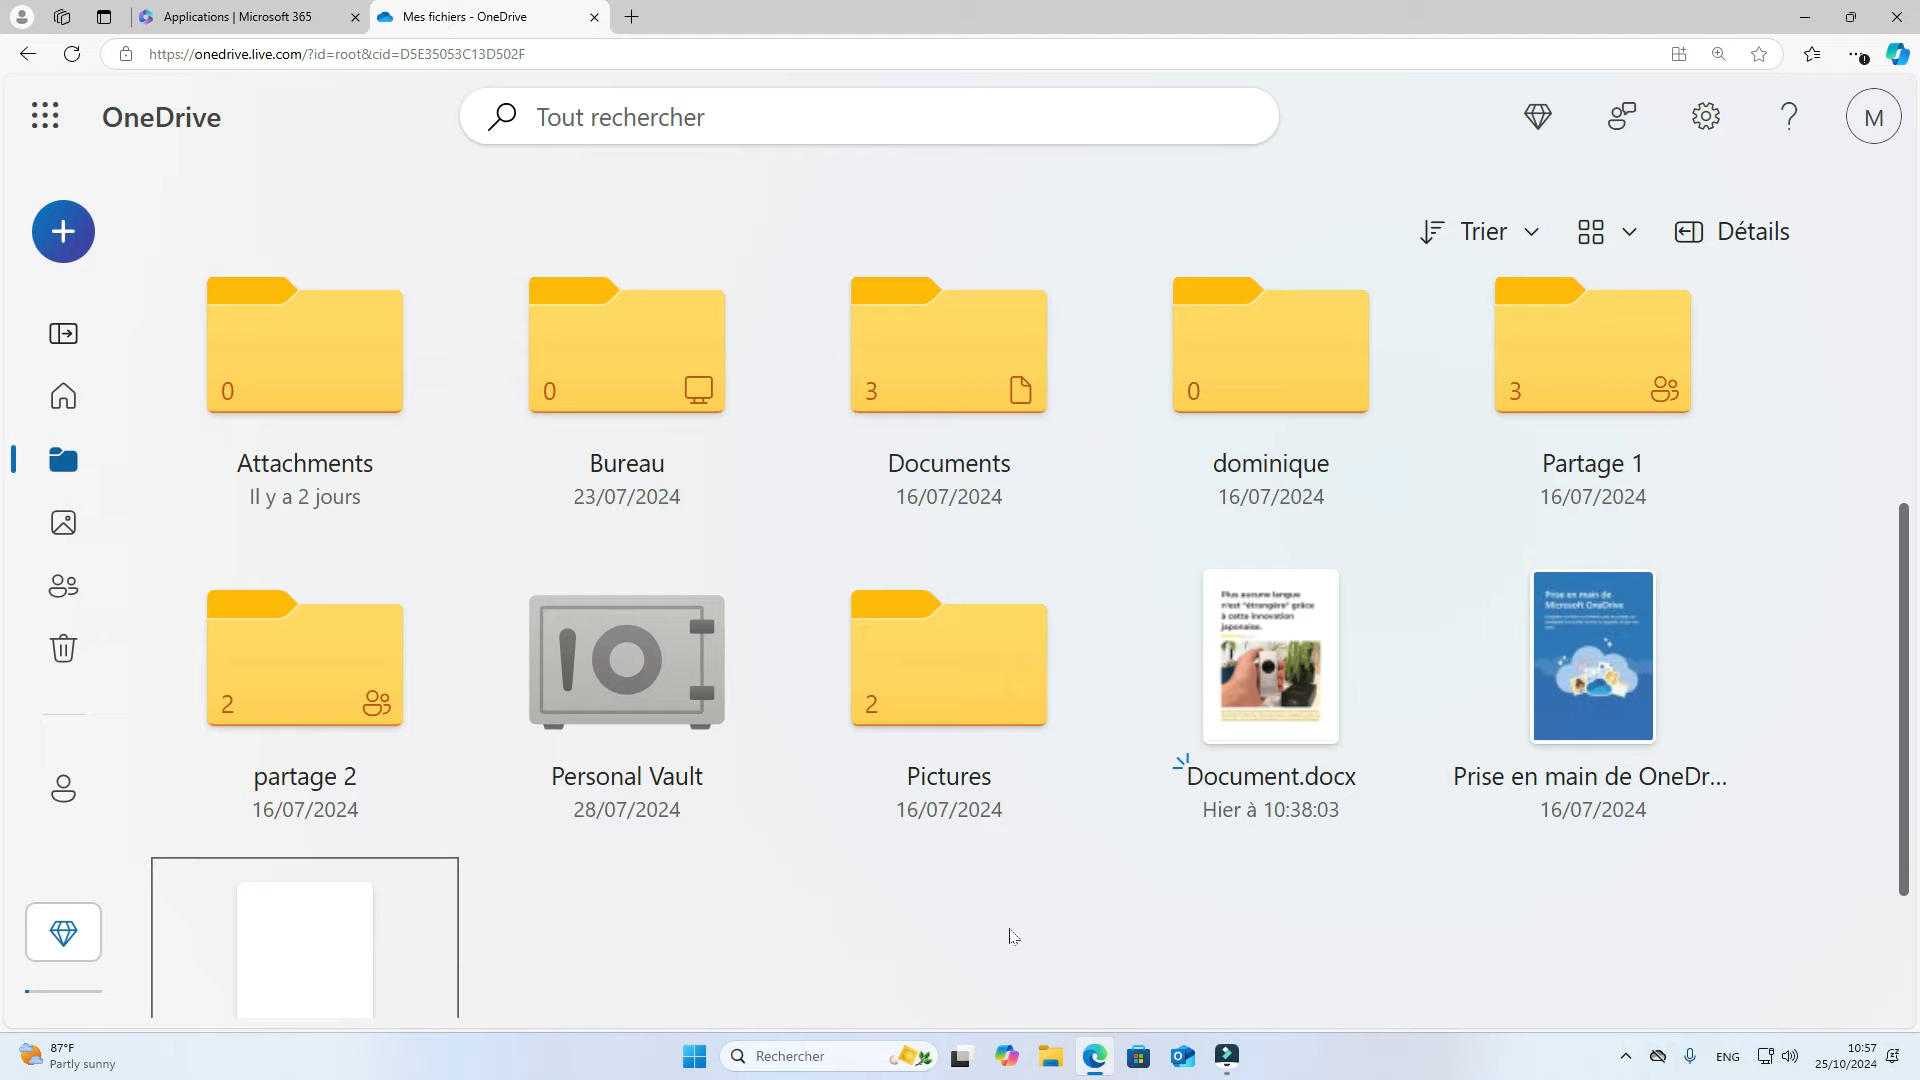 Applications | Microsoft 365
Mes fichiers - OneDrive
https://onedrive.live.com/?id=root&cid=D5E35053C13D502F
OneDrive
Tout rechercher
M
Trier
Détails
0
0
3
0
3
Attachments
Bureau
Documents
dominique
Partage 1
Il y a 2 jours
23/07/2024
16/07/2024
16/07/2024
16/07/2024
Plus aucune langue
n'est "étrangère" grâce
à cette innovation
japonaise.
Prise en main de
Microsoft OneDrive
2
2
partage 2
Personal Vault
Pictures
Document.docx
Prise en main de OneDr...
16/07/2024
28/07/2024
16/07/2024
Hier à 10:38:03
16/07/2024
87°F
Partly sunny
Rechercher
ENG
10:57
25/10/2024